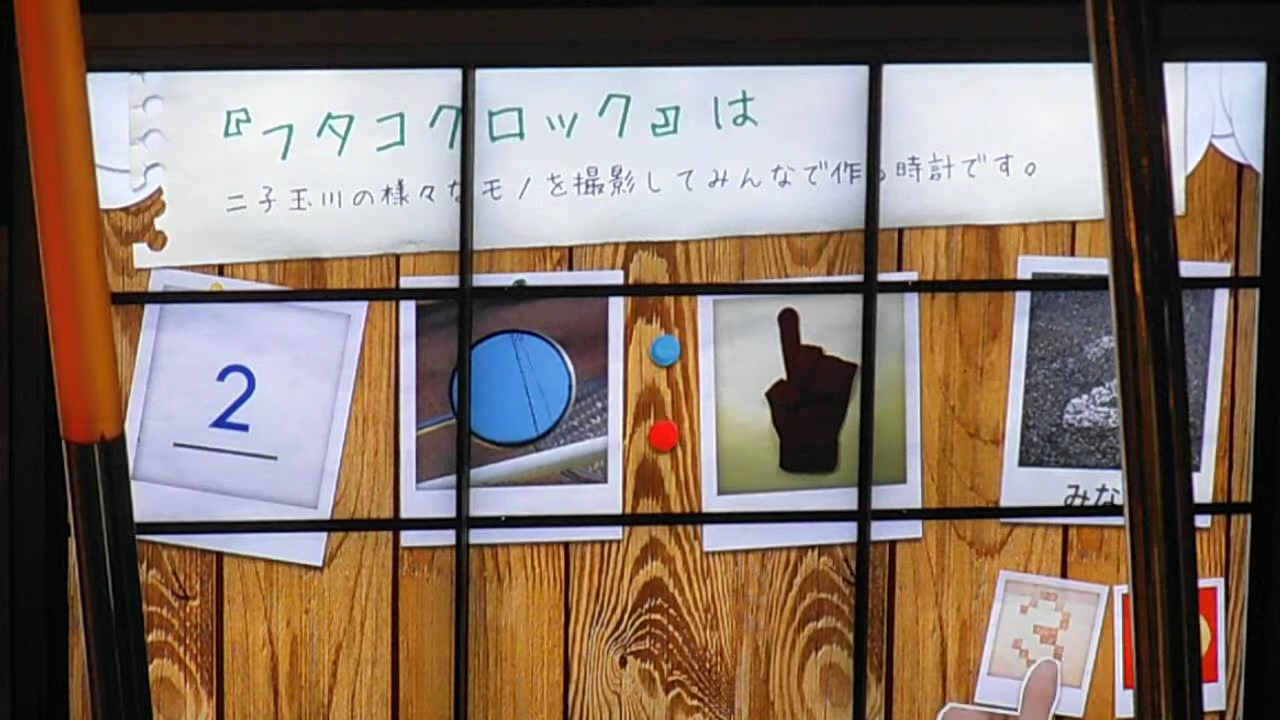 『フタコクロック』は
二子玉川の様々なモノを撮影してみんなで作る時計です。
2
みな